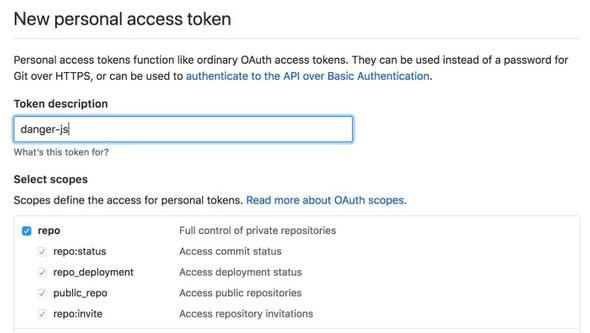 New personal access token
Personal access tokens function like ordinary OAuth access tokens. They can be used instead of a password for
Git over HTTPS, or can be used to authenticate to the API over Basic Authentication.
Token description
danger-js
What's this token for?
Select scopes
Scopes define the access for personal tokens. Read more about OAuth scopes.
repo Full control of private repositories
repo:status Access commit status
repo_deployment Access deployment status
public_repo Access public repositories
repo:invite Access repository invitations